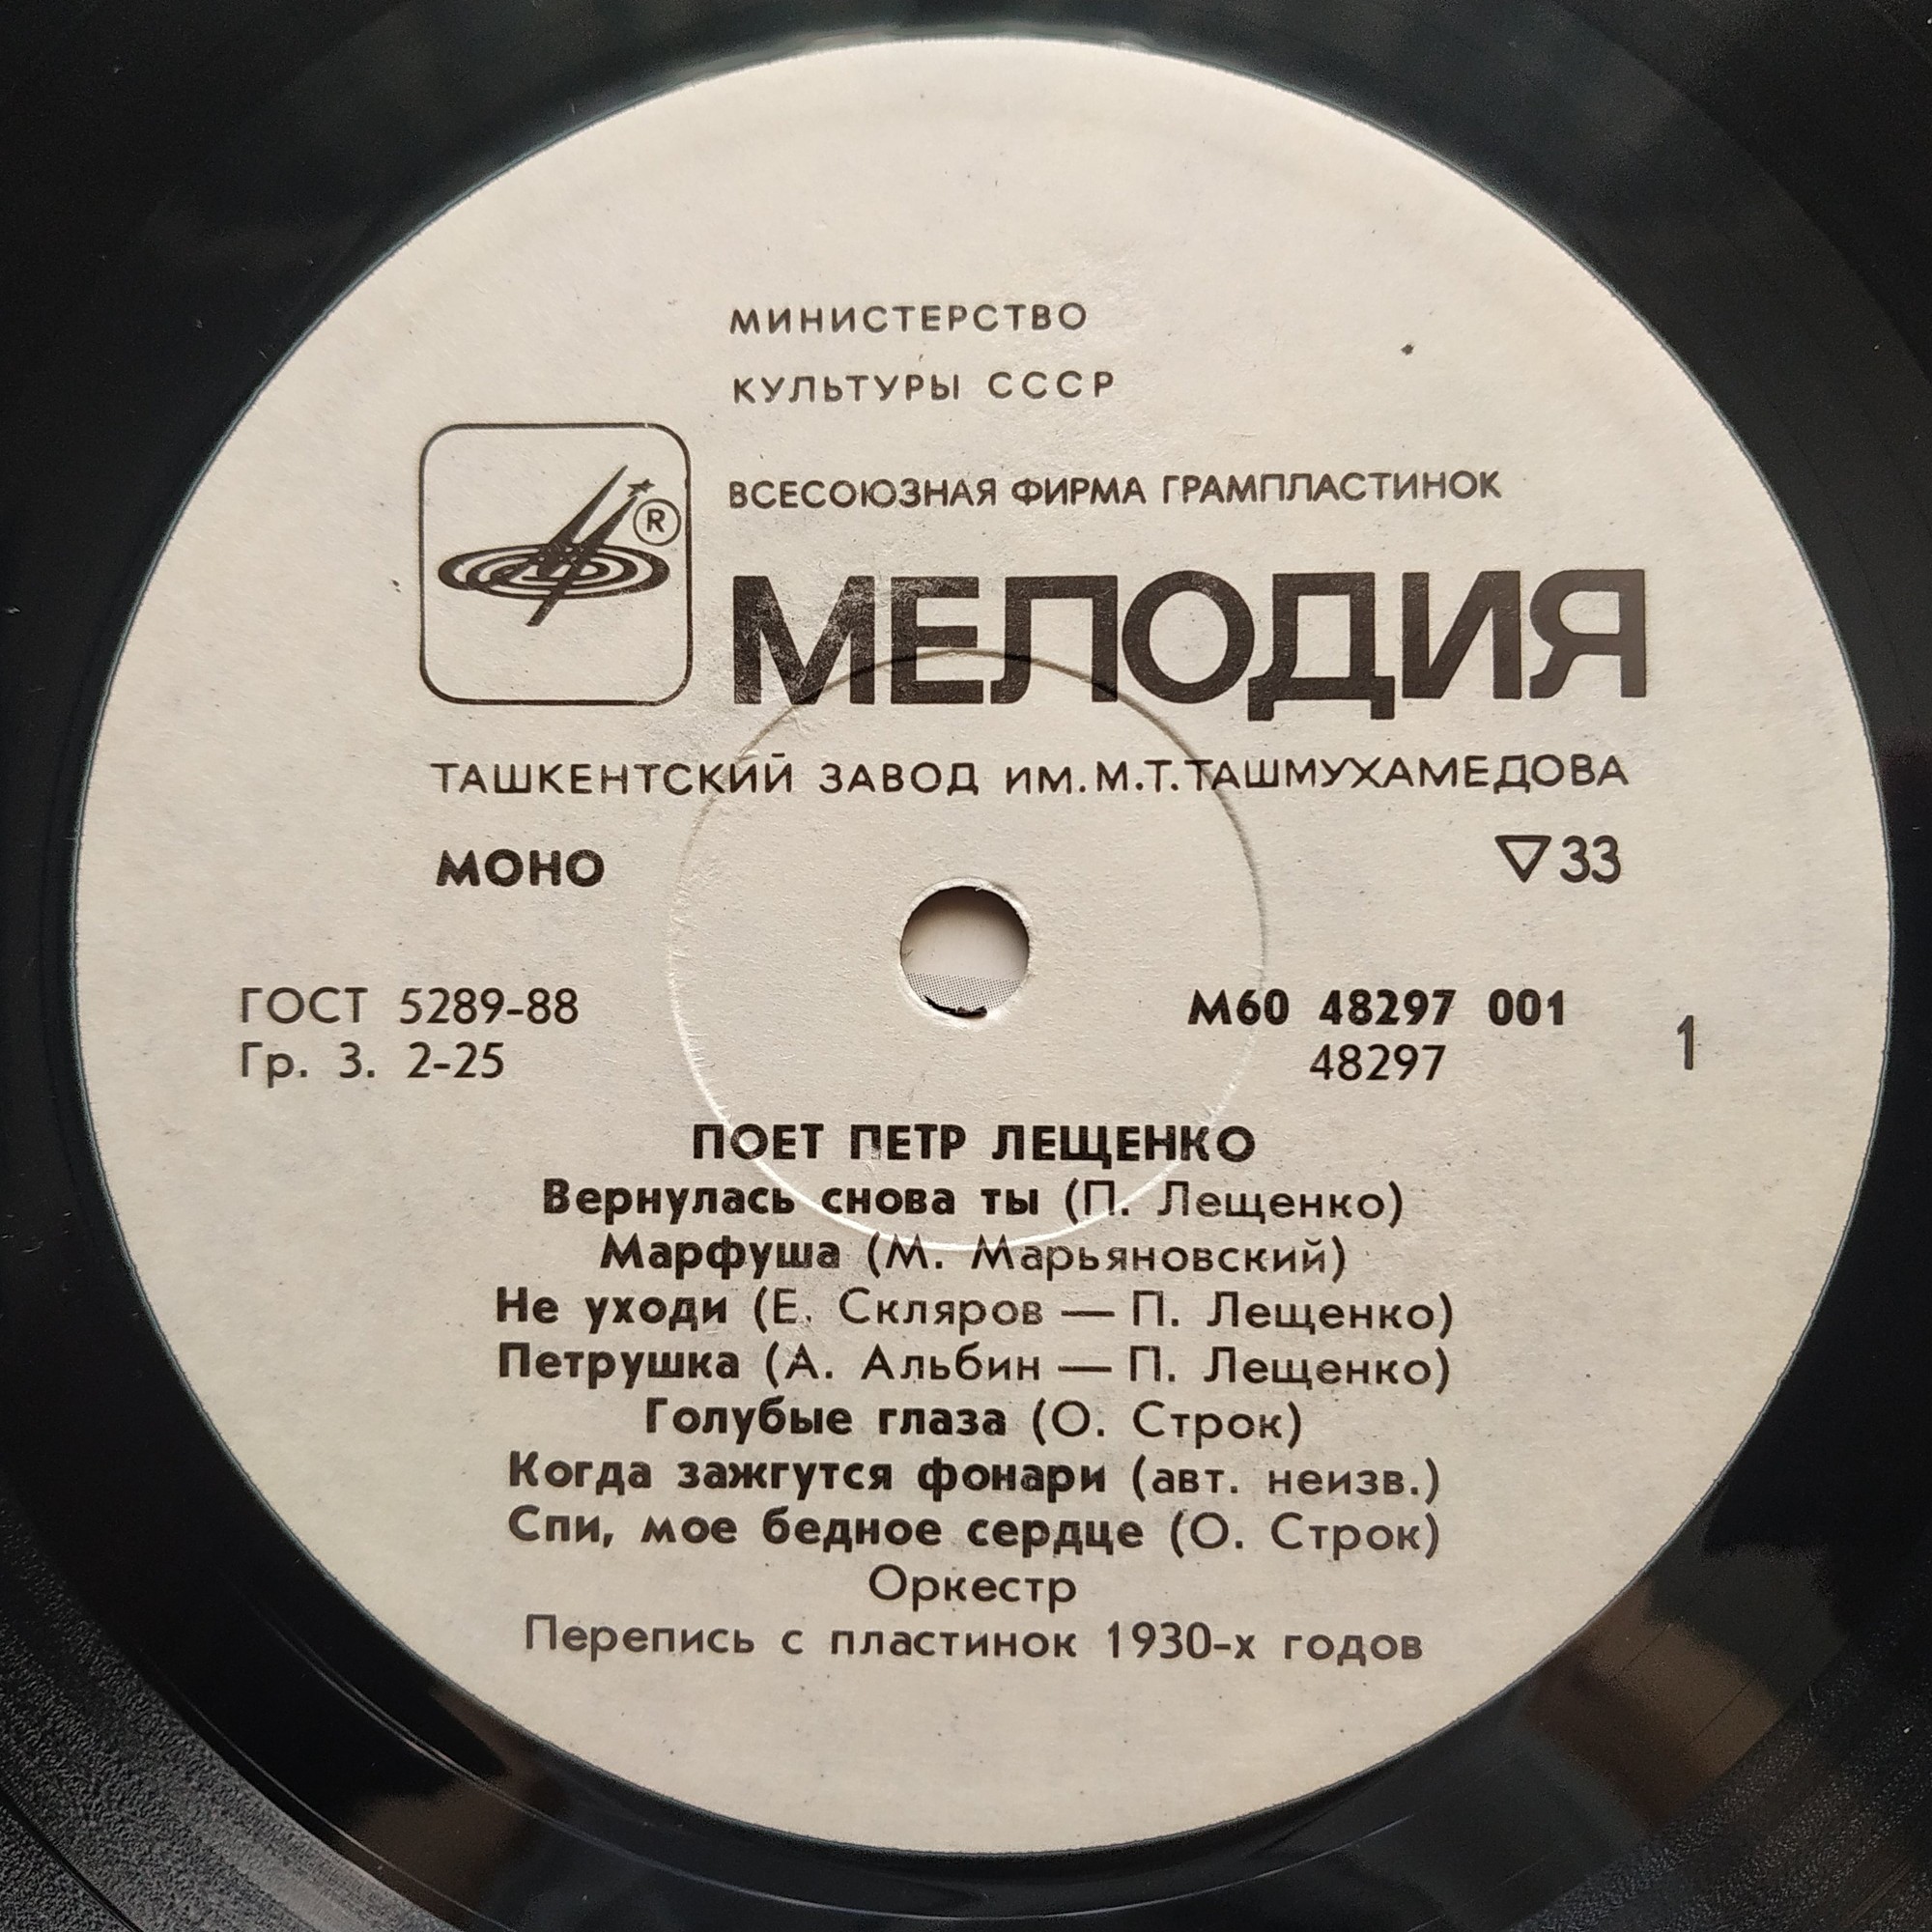 МИНИСТЕРСТВО
КУЛЬТУРЫ СССР
ВСЕСОЮЗНАЯ ФИРМА ГРАМПЛАСТИНОК
®
МЕЛОДИЯ
ТАШКЕНТСКИЙ ЗАВОД ИМ.М.Т.ТАШМУХАМЕДОВА
МОНО ▽33
ГОСТ 5289-88 М60 48297 001
Гр. 3. 2-25 48297 1
ПОЕТ ПЕТР ЛЕЩЕНКО
Вернулась снова ты (П. Лещенко)
Марфуша (М. Марьяновский)
Не уходи (Е. Скляров — П. Лещенко)
Петрушка (А. Альбин — П. Лещенко)
Голубые глаза (О. Строк)
Когда зажгутся фонари (авт. неизв.)
Спи, мое бедное сердце (О. Строк)
Оркестр
Перепись с пластинок 1930-х годов